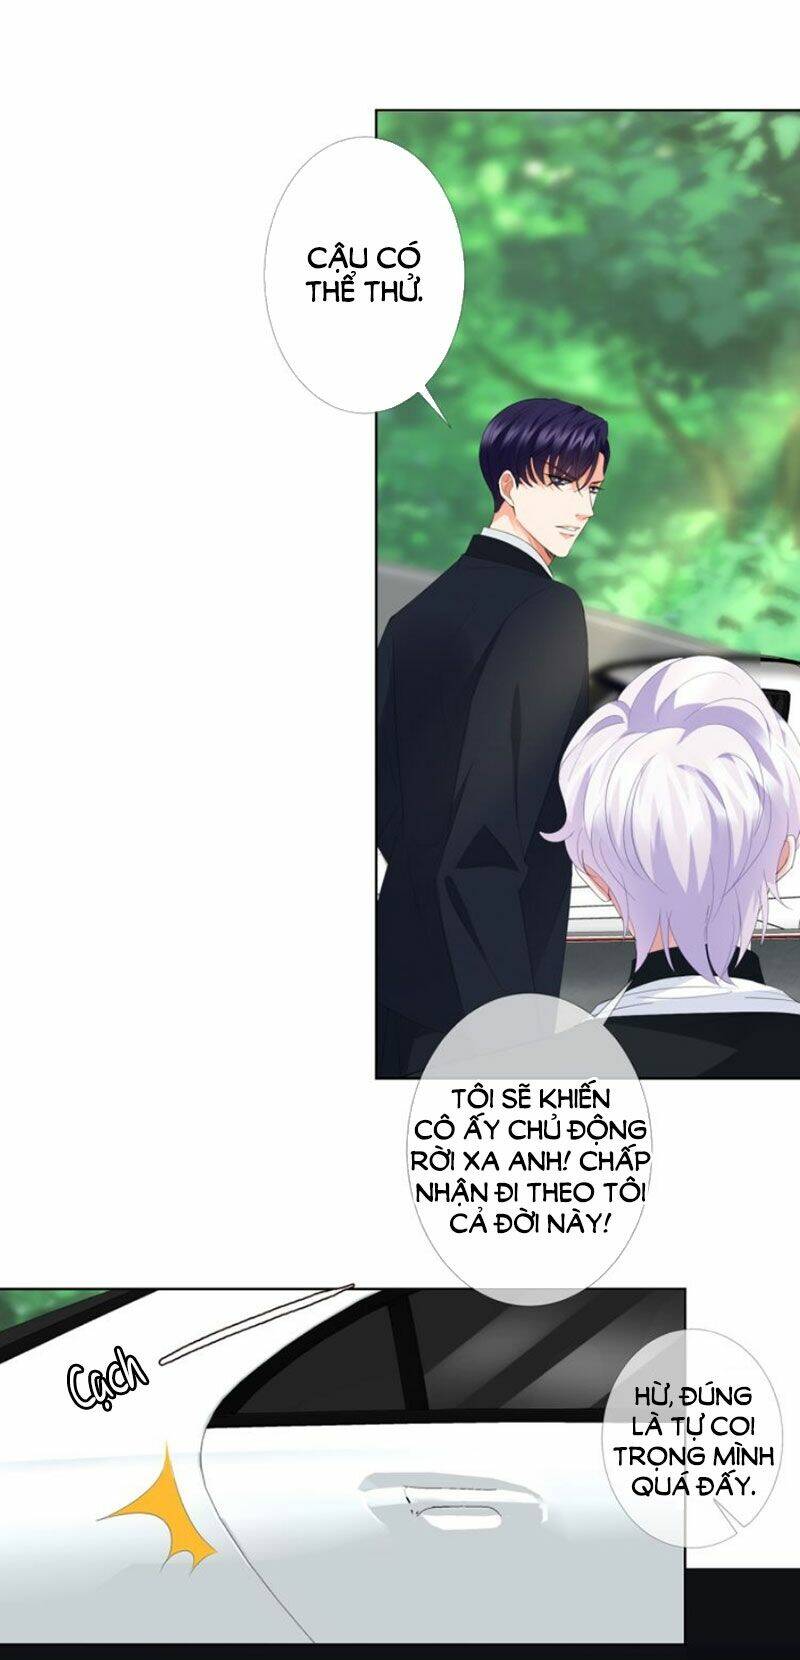 CẬU CÓ
THỂ THỬ.
TÔI SẼ KHIẾN
CÔ ẤY CHỦ ĐỘNG
RỜI XA ANH! CHẤP
NHẬN ĐI THEO TÔI
CẢ ĐỜI NÀY!
Cạch
HỪ, ĐÚNG
LÀ TỰ COI
TRỌNG MÌNH
QUÁ ĐẤY.